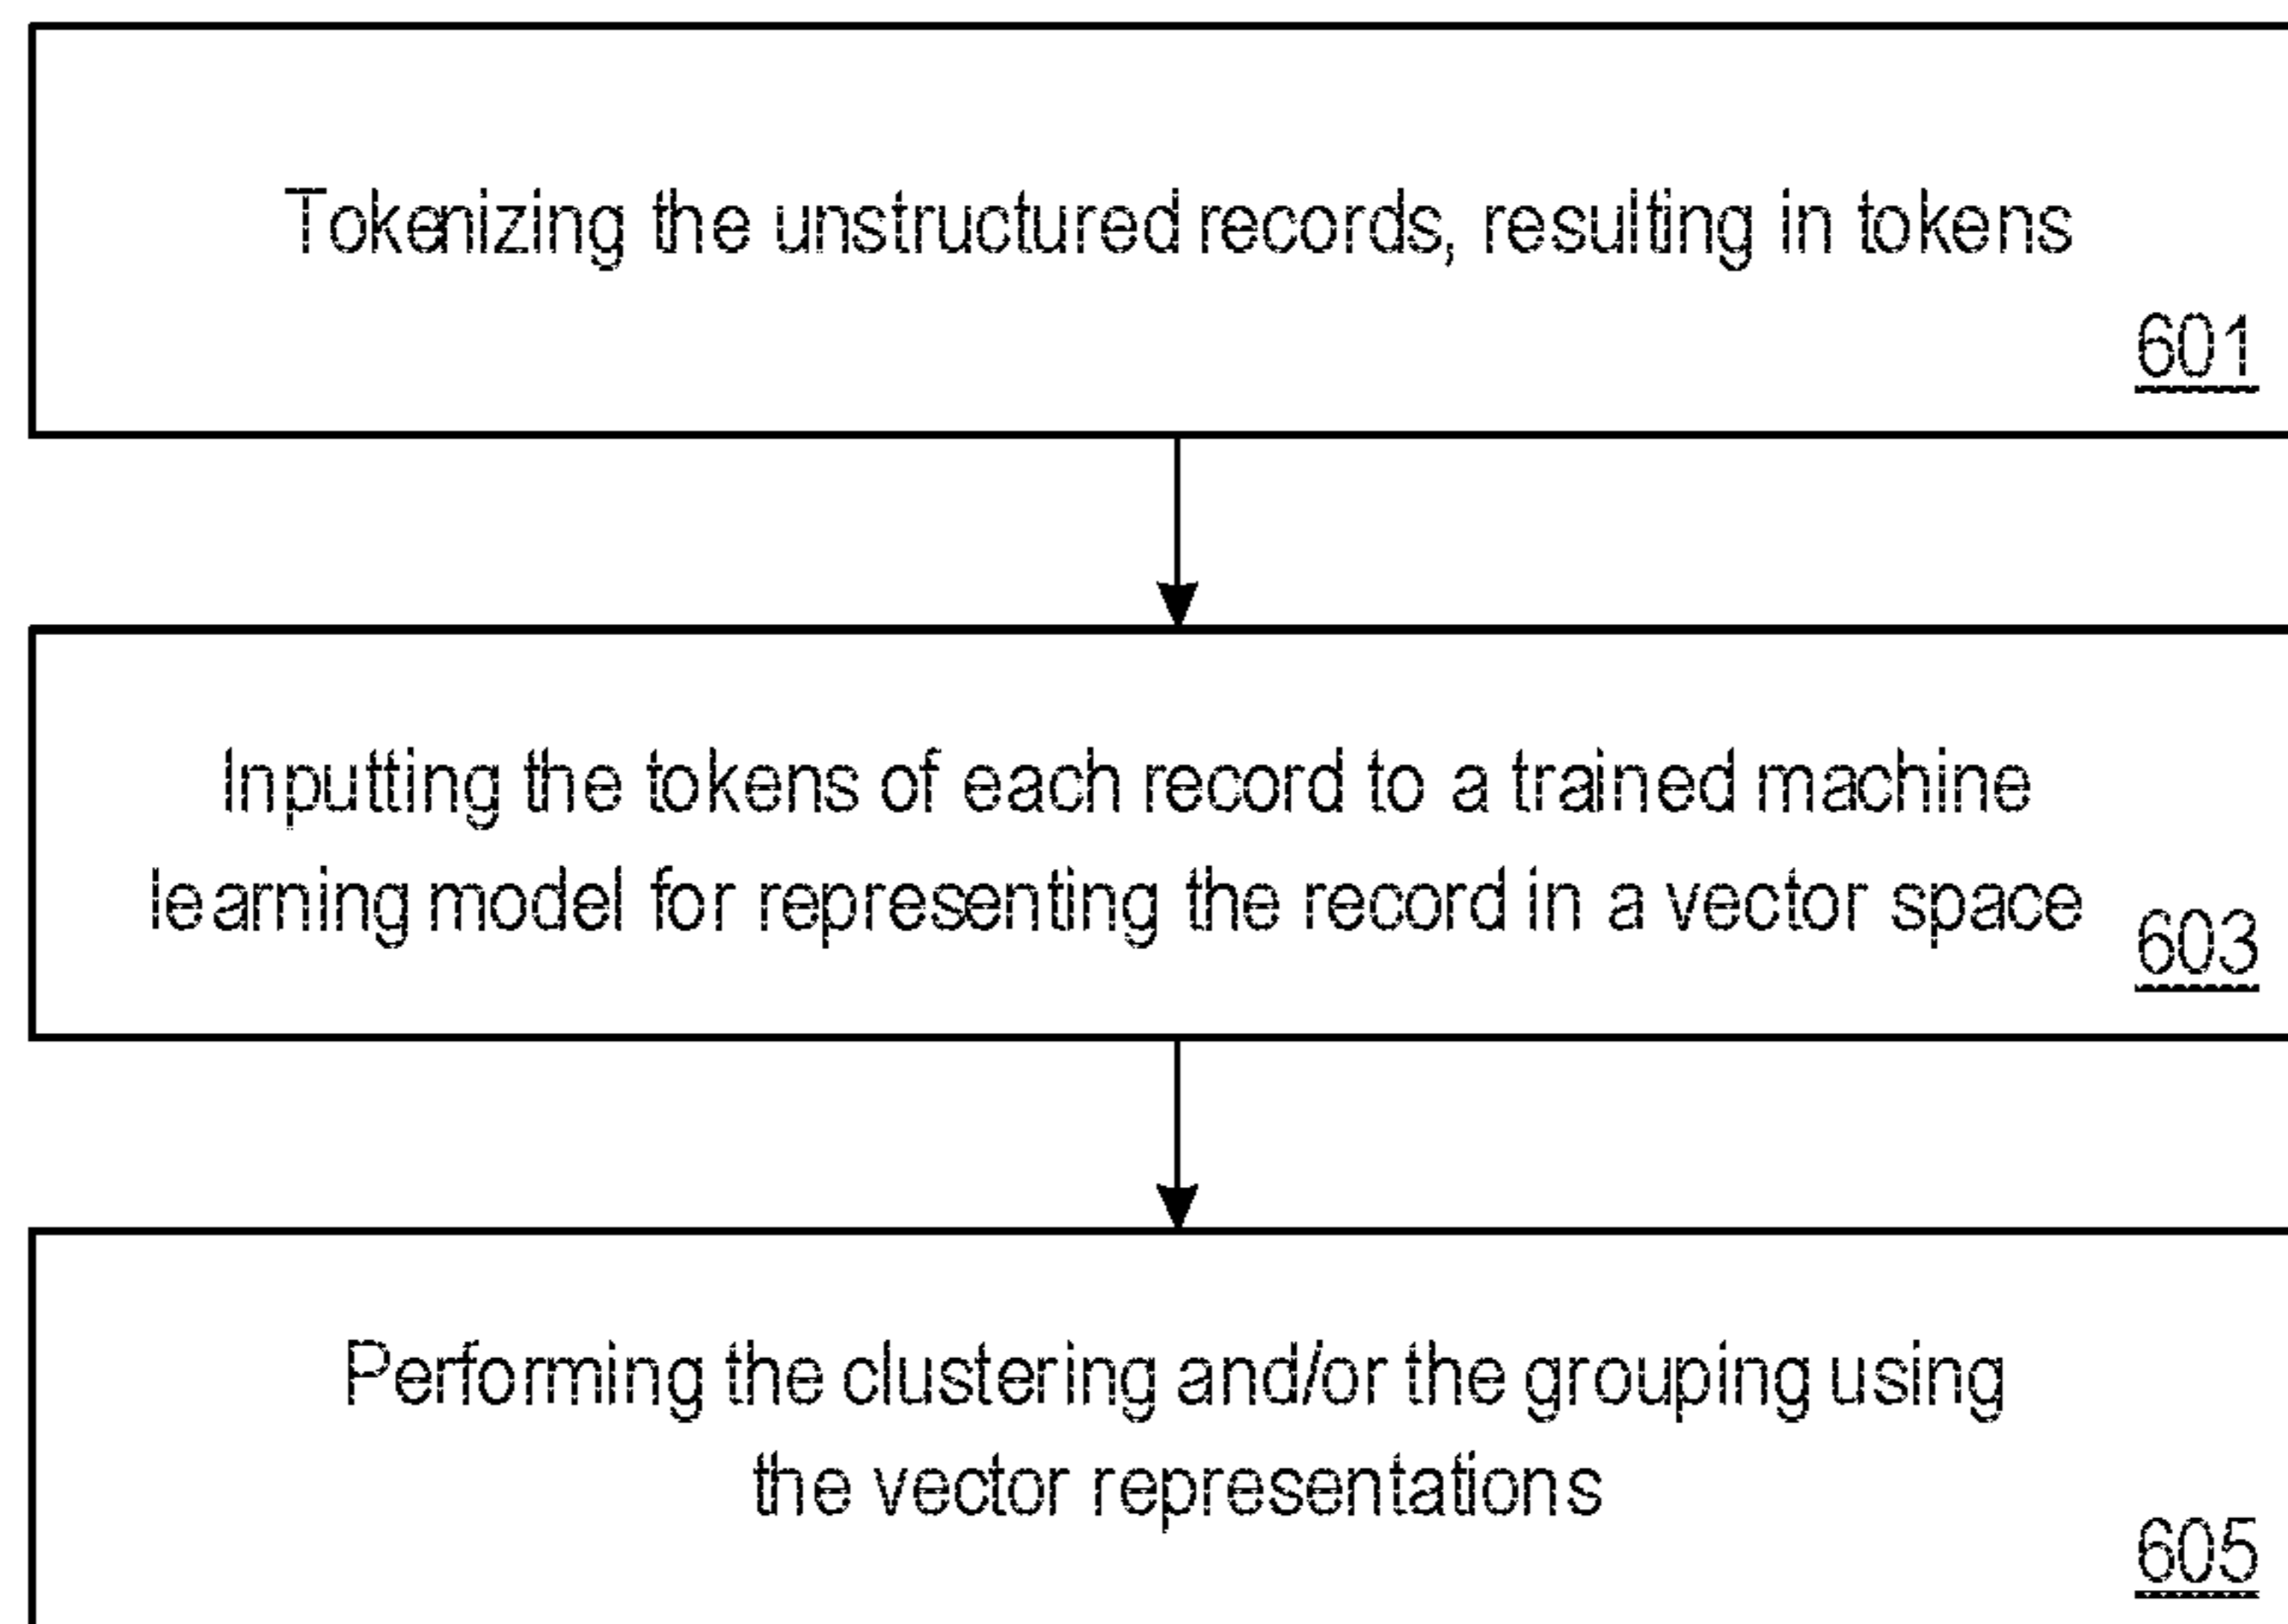 Tokenizing the unstructured records, resulting in tokens
601
Inputting the tokens of each record to a trained machine
learning model for representing the record in a vector space
603
Performing the clustering and/or the grouping using
the vector representations
605